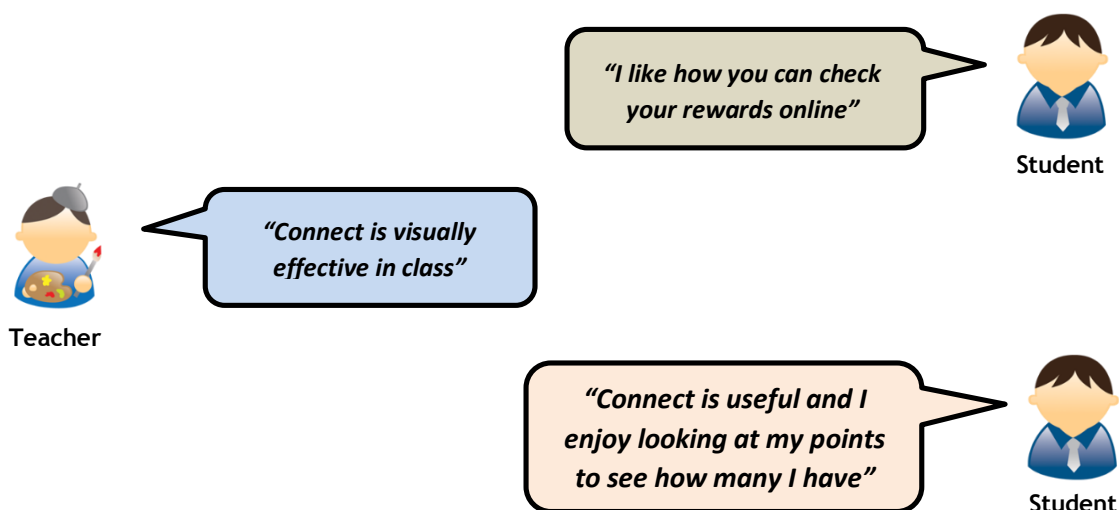 “I like how you can check
your rewards online”
Student
“Connect is visually
effective in class”
Teacher
“Connect is useful and I
enjoy looking at my points
to see how many I have”
Student